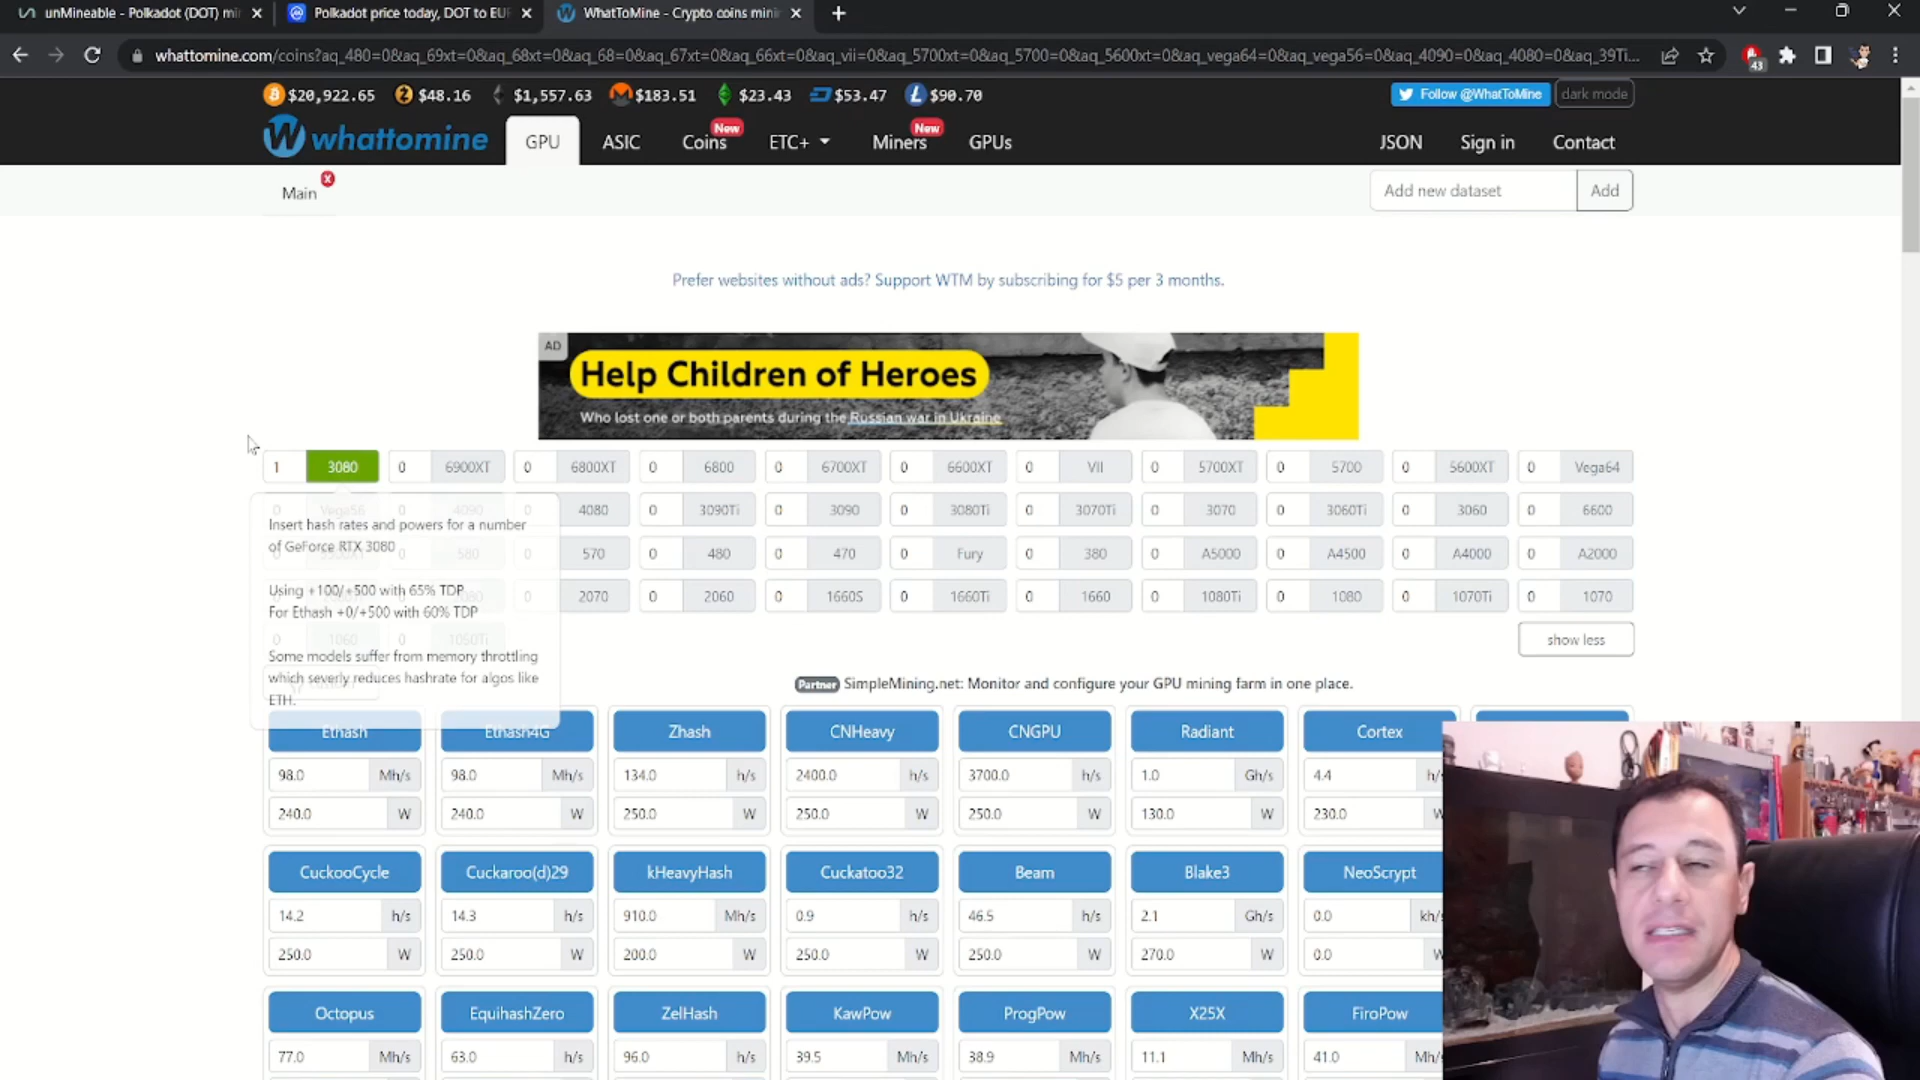 unMineable - Polkadot (DOT) mi
Polkadot price today, DOT to EUR
WhatToMine - Crypto coins mini
whattomine.com/coins?aq_480=0&aq_69xt=0&aq_68xt=0&aq_68=0&aq_67xt=0&aq_66xt=0&aq_vii=0&aq_5700xt=0&aq_5700=0&aq_5600xt=0&aq_vega64=0&aq_vega56=0&aq_4090=0&aq_4080=0&aq_39Ti...
43
$20,922.65 $48.16 $1,557.63 $183.51 $23.43 $53.47 $90.70
Follow @WhatToMine dark mode
whattomine GPU ASIC Coins New ETC+ Miners New GPUs JSON Sign in Contact
Main x
Add new dataset Add
Prefer websites without ads? Support WTM by subscribing for $5 per 3 months.
AD
Help Children of Heroes
Who lost one or both parents during the Russian war in Ukraine
1 3080 0 6900XT 0 6800XT 0 6800 0 6700XT 0 6600XT 0 VII 0 5700XT 0 5700 0 5600XT 0 Vega64
0 Vega56 0 4090 4080 0 3090Ti 0 3090 0 3080Ti 0 3070Ti 0 3070 0 3060Ti 0 3060 0 6600
0 580 0 570 0 480 0 470 0 Fury 0 380 0 A5000 0 A4500 0 A4000 0 A2000
0 2070 0 2060 0 1660S 0 1660Ti 0 1660 0 1080Ti 0 1080 0 1070Ti 0 1070
0 1060 0 1050Ti
show less
Insert hash rates and powers for a number
of GeForce RTX 3080
Using +100/+500 with 65% TDP
For Ethash +0/+500 with 60% TDP
Some models suffer from memory throttling
which severly reduces hashrate for algos like
ETH.
Partner SimpleMining.net: Monitor and configure your GPU mining farm in one place.
Ethash Ethash4G Zhash CNHeavy CNGPU Radiant Cortex
98.0 Mh/s 98.0 Mh/s 134.0 h/s 2400.0 h/s 3700.0 h/s 1.0 Gh/s 4.4 h/
240.0 W 240.0 W 250.0 W 250.0 W 250.0 W 130.0 W 230.0 W
CuckooCycle Cuckaroo(d)29 kHeavyHash Cuckatoo32 Beam Blake3 NeoScrypt
14.2 h/s 14.3 h/s 910.0 Mh/s 0.9 h/s 46.5 h/s 2.1 Gh/s 0.0 kh/
250.0 W 250.0 W 200.0 W 250.0 W 250.0 W 270.0 W 0.0 W
Octopus EquihashZero ZelHash KawPow ProgPow X25X FiroPow
77.0 Mh/s 63.0 h/s 96.0 h/s 39.5 Mh/s 38.9 Mh/s 11.1 Mh/s 41.0 Mh/